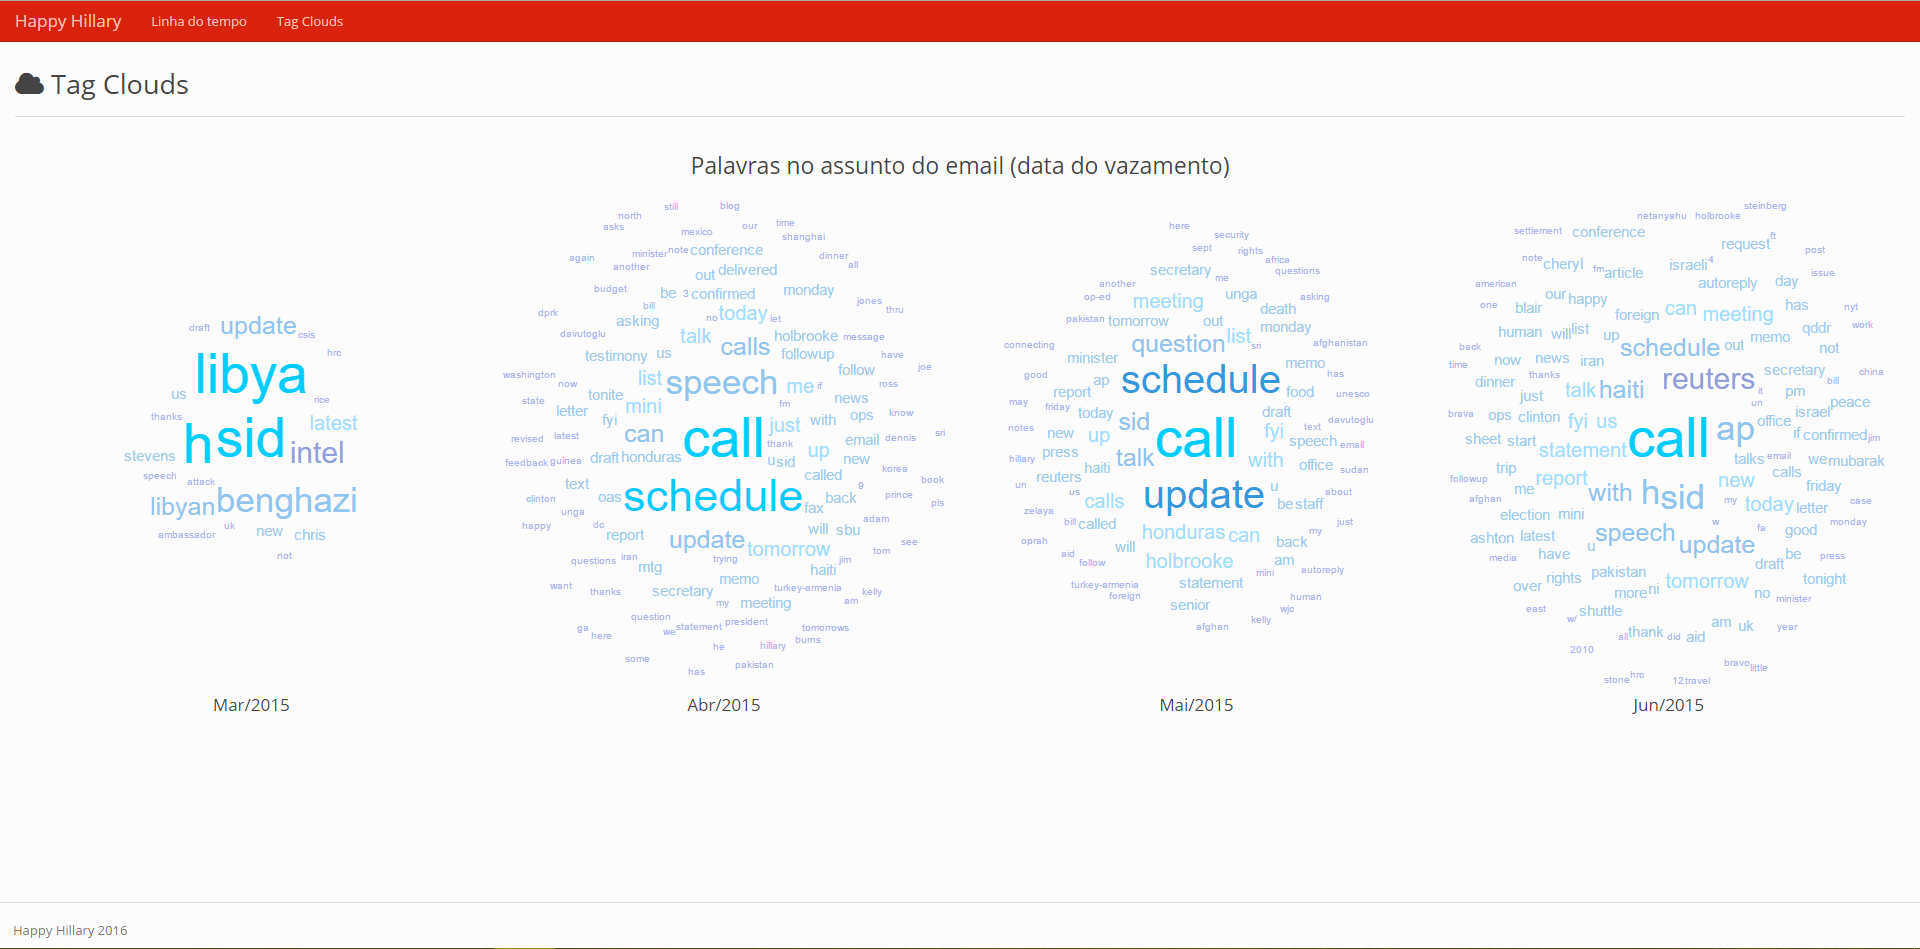 Happy Hillary Linha do tempo Tag Clouds
Tag Clouds
Palavras no assunto do email (data do vazamento)
draft update csis
hrc
libya
us rice
thanks latest
h sid intel
stevens
speech attack
libyan benghazi
uk new chris
ambassador
not
Mar/2015
still blog
north
asks mexico our time
shanghai
minister note conference
again another out delivered dinner all
budget be 3 confirmed monday
bill jones
dprk asking no today let thru
davutoglu talk calls holbrooke message
testimony us followup have
washington now list speech me if follow ross joe
state tonite mini fm news
letter fyi just with ops know
revised latest can call thank up email dennis sri
feedback guinea draft honduras u sid new
text called korea
clinton oas schedule fax back 9 prince book pls
unga adam
happy dc report update tomorrow will sbu tom see
questions iran mtg trying haiti jim
want thanks secretary memo turkey-armenia kelly
my meeting am
question
ga here we statement president tomorrows
he hillary burns
some has pakistan
Abr/2015
here
security
sept rights africa
secretary me questions
another
op-ed meeting unga death asking
pakistan tomorrow out monday
connecting question list sri afghanistan
minister memo
good ap schedule food has
report unesco
may friday today sid draft text davutoglu
notes new up call fyi speech email
hillary press talk with office
reuters haiti sudan
un us calls update u be staff about
zelaya bill called honduras can my just
oprah will back
aid follow holbrooke am autoreply
turkey-armenia statement mini
foreign senior human
wjc
afghan kelly
Mai/2015
steinberg
netanyahu holbrooke
settlement conference request ft post
note cheryl fm article israeli 4
american autoreply day issue
one our happy can meeting has nyt
blair foreign
human will list up schedule out memo qddr work
back now news iran not
time thanks reuters secretary china
dinner just talk haiti it pm bill
un peace
brava ops clinton fyi us call ap office israel
sheet start statement if confirmed jim
trip talks email we mubarak
followup me report with h sid new calls friday
afghan my today letter case
election mini w fa monday
ashton latest u speech update good
media have draft be press
over rights pakistan tomorrow tonight
east more ni no minister
w/ shuttle am uk year
all thank did aid
2010
bravo little
stone hrc 12 travel
Jun/2015
Happy Hillary 2016